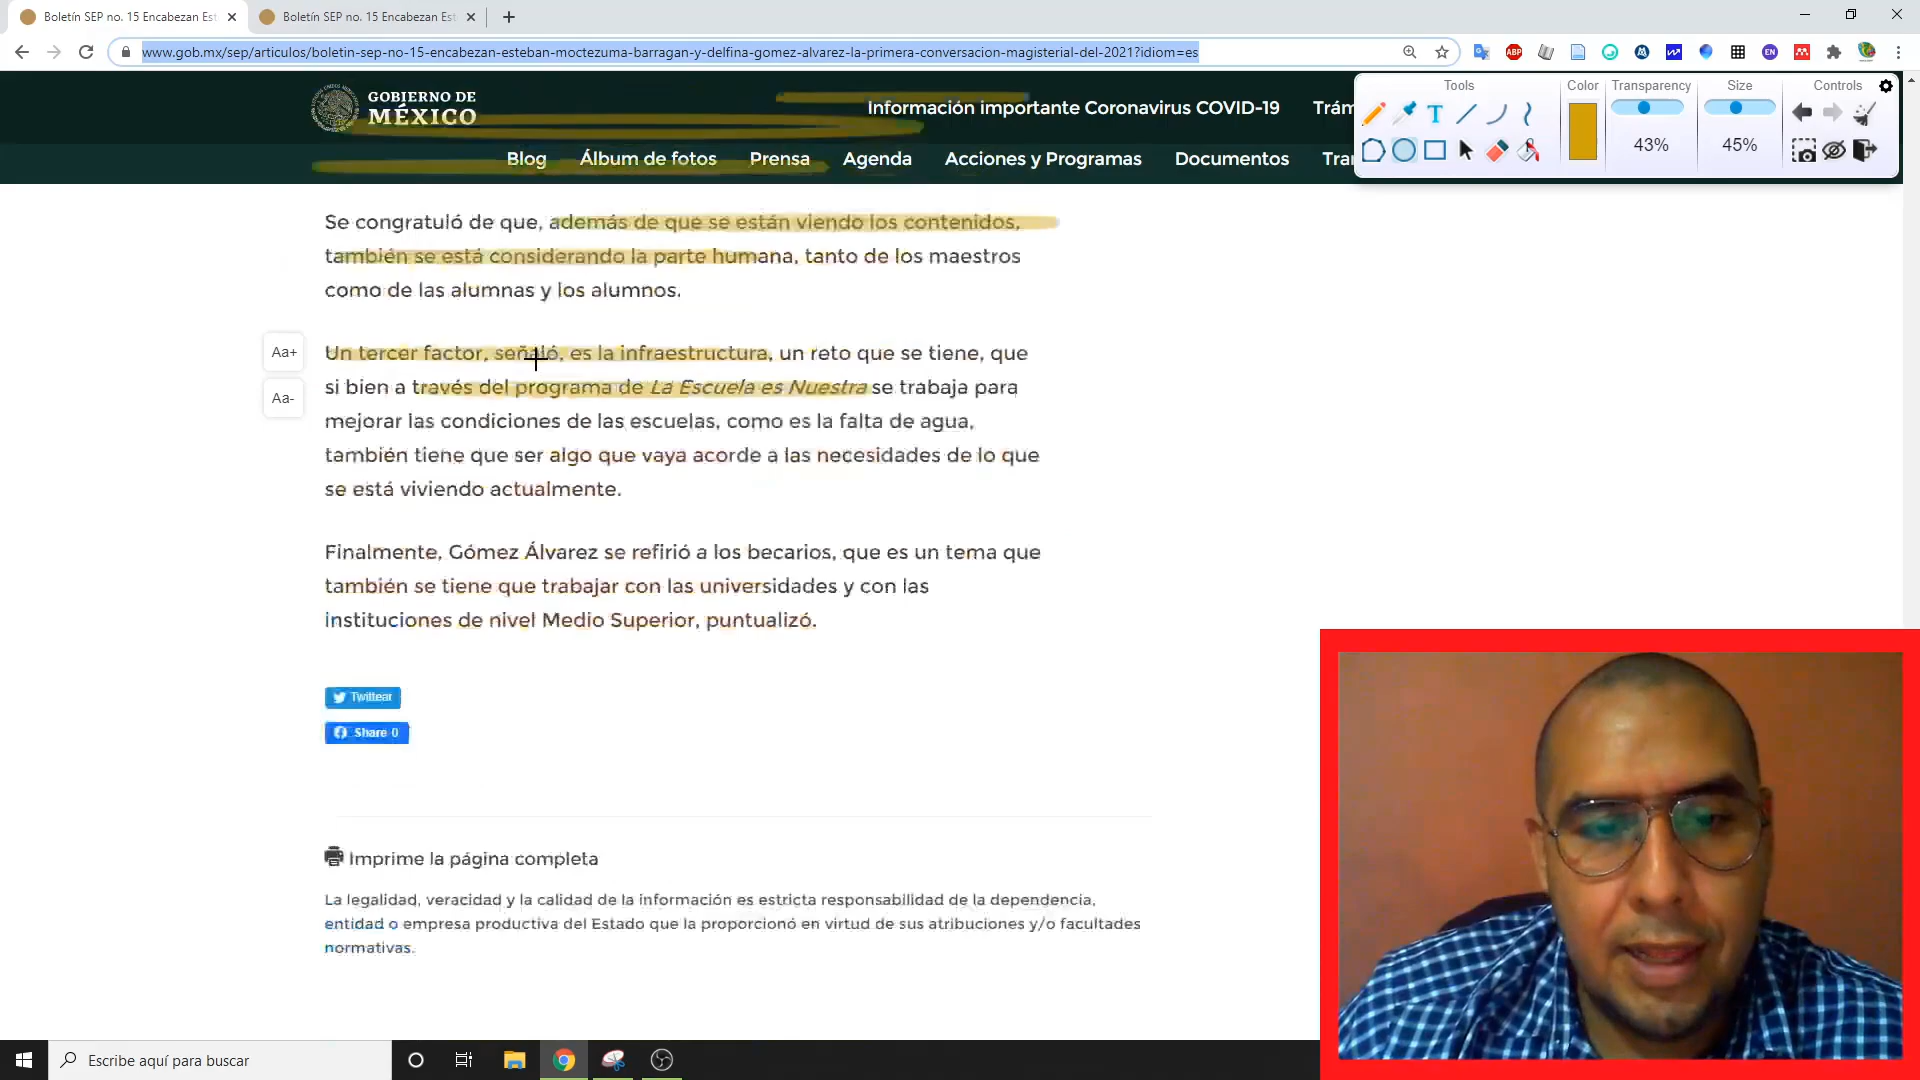 Boletín SEP no. 15 Encabezan Est
Boletín SEP no. 15 Encabezan Est
www.gob.mx/sep/articulos/boletin-sep-no-15-encabezan-esteban-moctezuma-barragan-y-delfina-gomez-alvarez-la-primera-conversacion-magisterial-del-2021?idiom=es
ABP
EN
GOBIERNO DE
MÉXICO
Información importante Coronavirus COVID-19
Trám
Blog
Álbum de fotos
Prensa
Agenda
Acciones y Programas
Documentos
Tra
Tools
Color
Transparency
Size
Controls
T
43%
45%
Se congratuló de que, además de que se están viendo los contenidos,
también se está considerando la parte humana, tanto de los maestros
como de las alumnas y los alumnos.
Aa+
Aa-
Un tercer factor, señaló, es la infraestructura, un reto que se tiene, que
si bien a través del programa de La Escuela es Nuestra se trabaja para
mejorar las condiciones de las escuelas, como es la falta de agua,
también tiene que ser algo que vaya acorde a las necesidades de lo que
se está viviendo actualmente.
Finalmente, Gómez Álvarez se refirió a los becarios, que es un tema que
también se tiene que trabajar con las universidades y con las
instituciones de nivel Medio Superior, puntualizó.
Twittear
Share 0
Imprime la página completa
La legalidad, veracidad y la calidad de la información es estricta responsabilidad de la dependencia,
entidad o empresa productiva del Estado que la proporcionó en virtud de sus atribuciones y/o facultades
normativas.
Escribe aquí para buscar